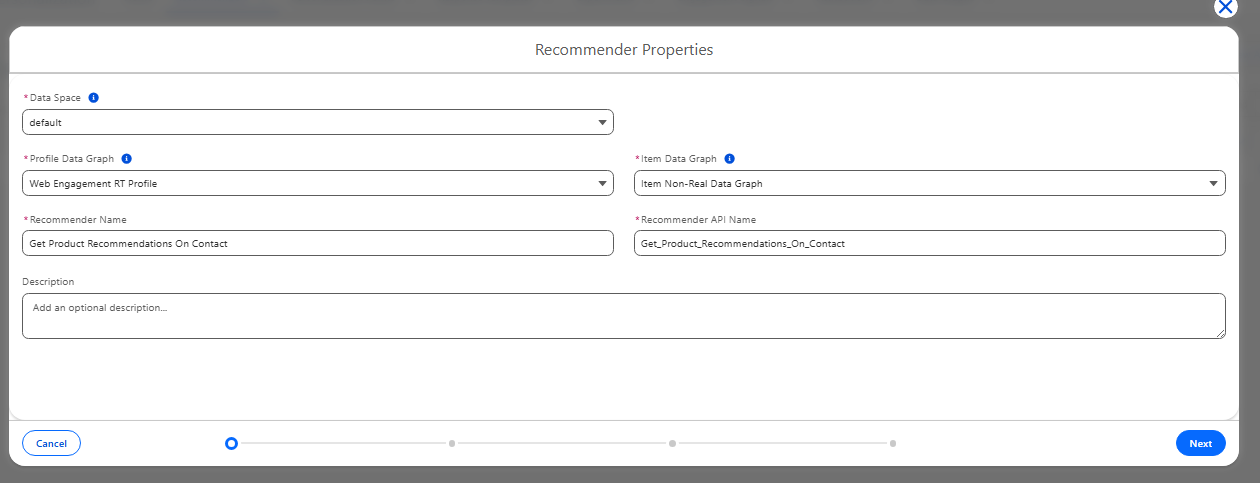 Recommender Properties
*Data Space
default
*Profile Data Graph
*Item Data Graph
Web Engagement RT Profile
Item Non-Real Data Graph
*Recommender Name
*Recommender API Name
Get Product Recommendations On Contact
Get_Product_Recommendations_On_Contact
Description
Add an optional description...
Cancel
Next